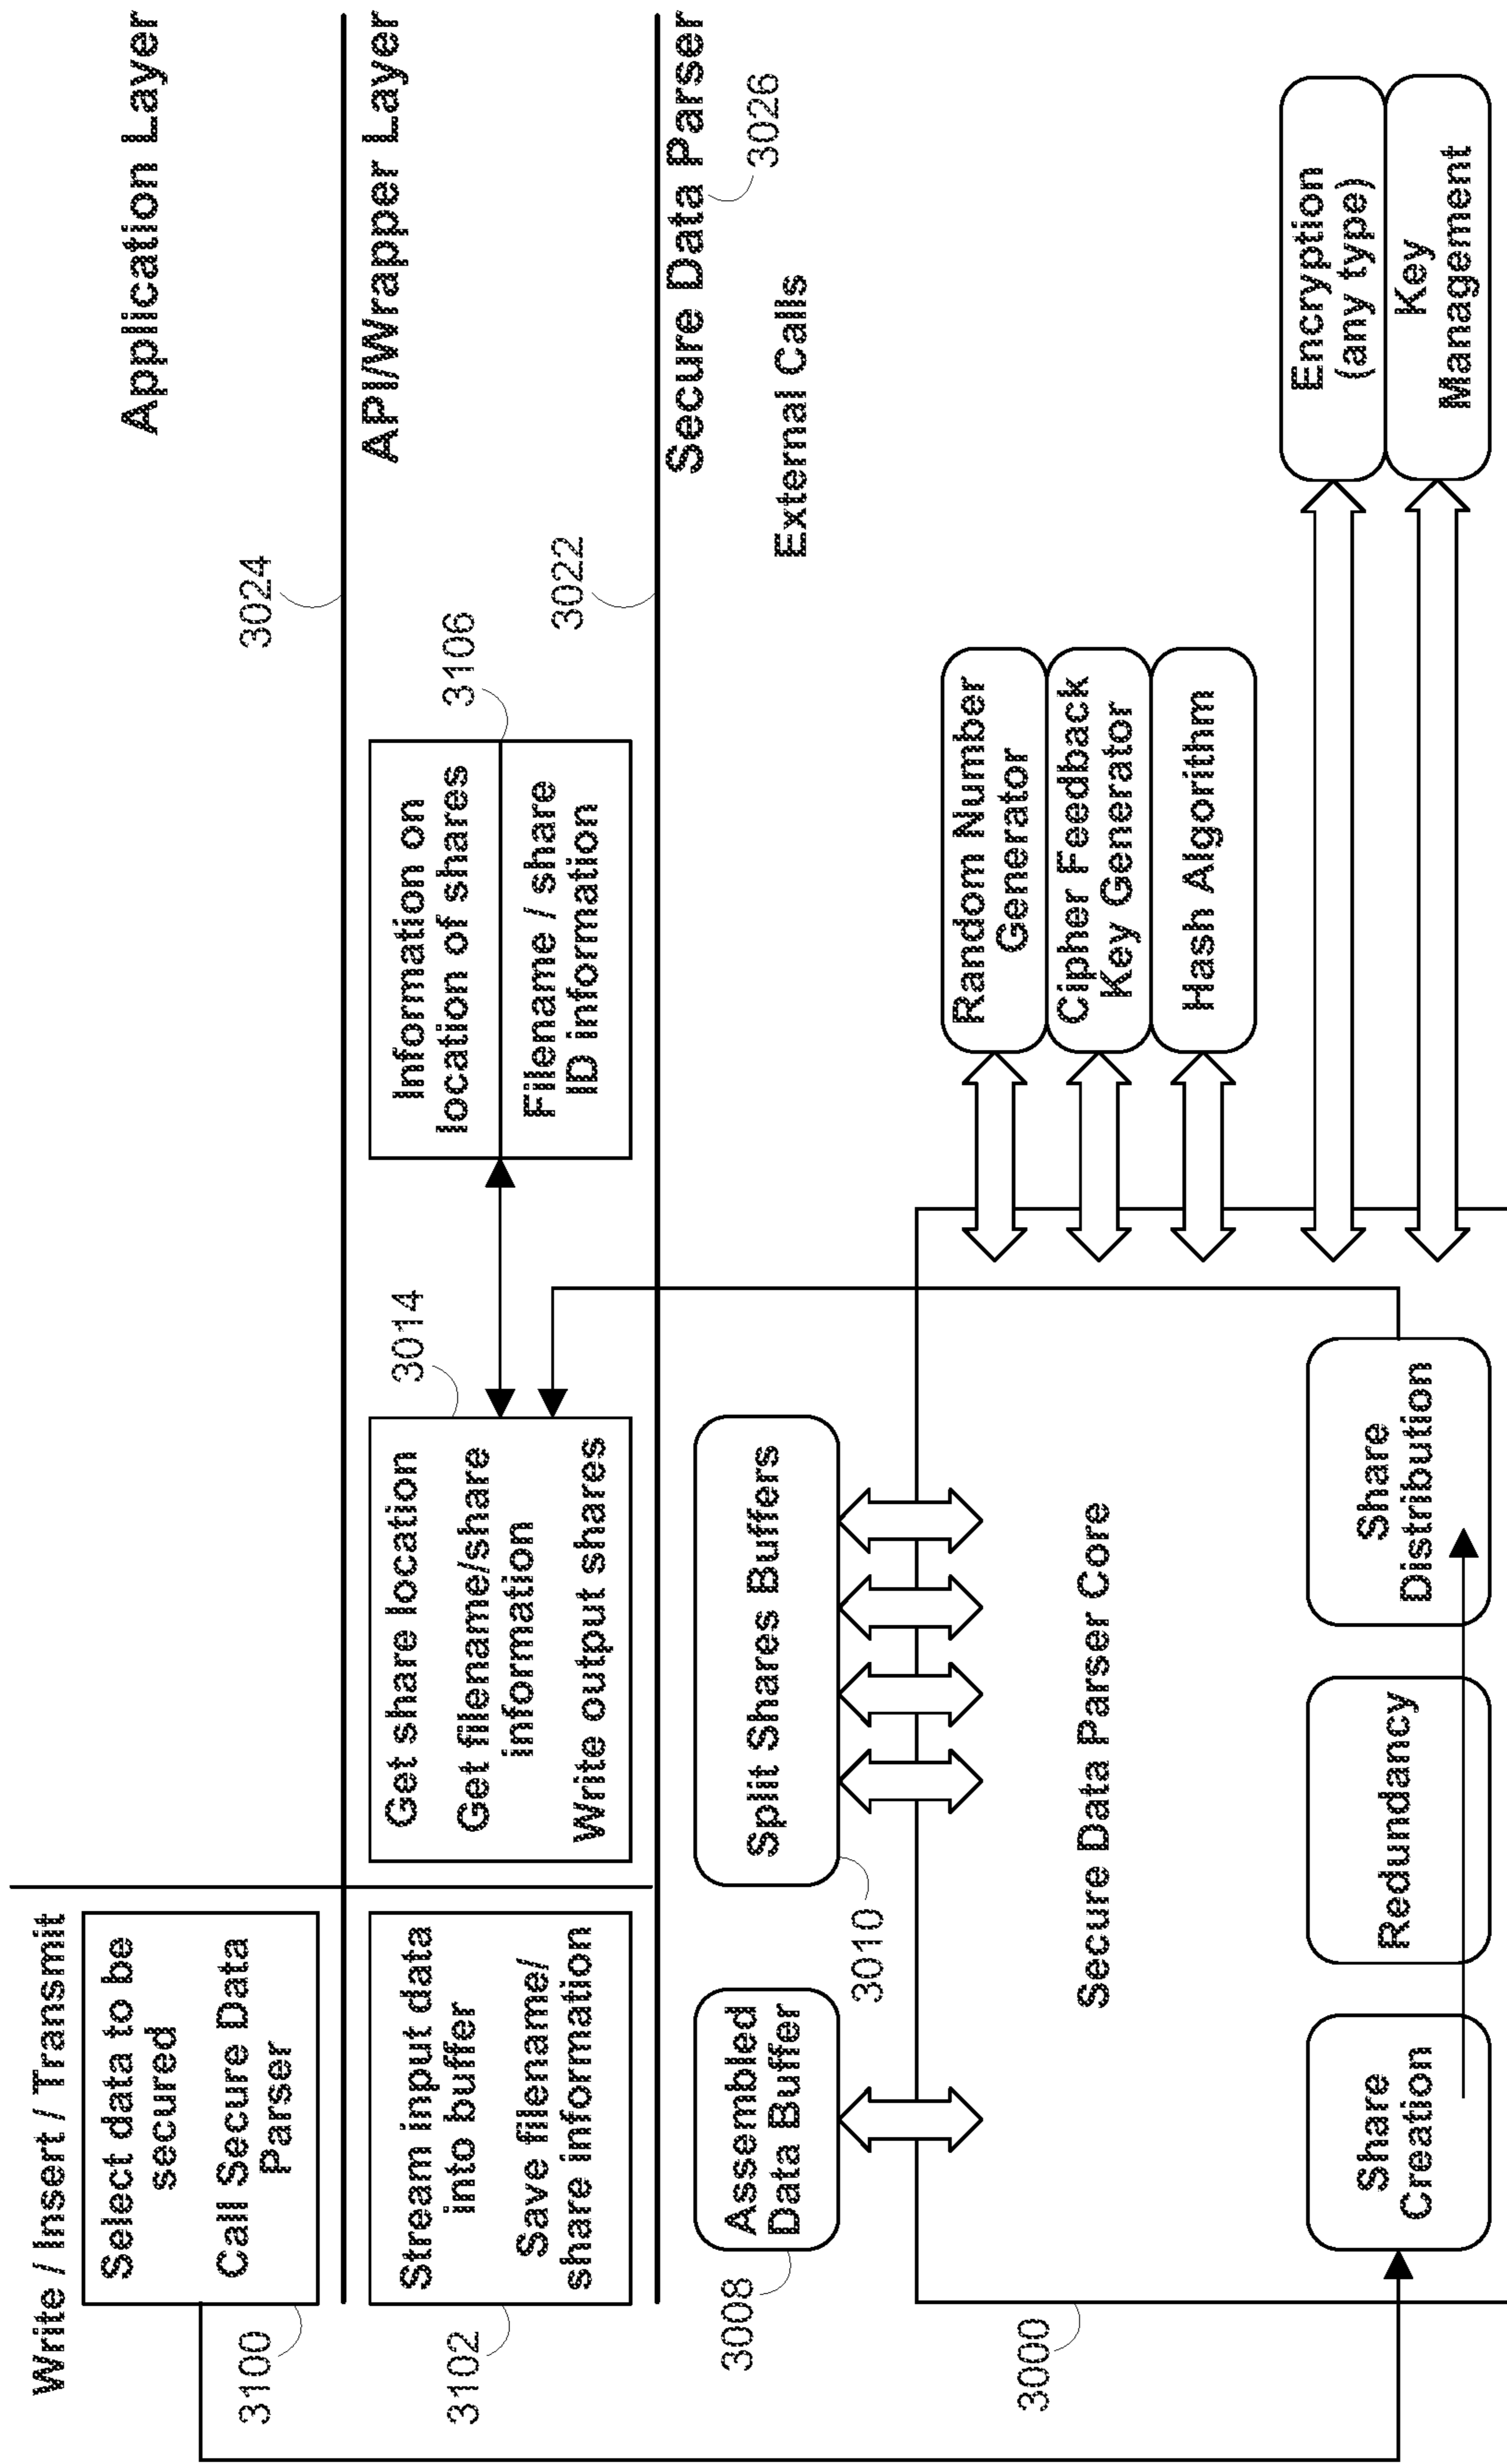 Write / Insert / Transmit
Application Layer
3100
Select data to be
secured
Call Secure Data
Parser
3024
API/Wrapper Layer
3102
Stream input data
into buffer
Save filename/
share information
3014
Get share location
Get filename/share
information
Write output shares
3106
Information on
location of shares
Filename / share
ID information
3022
Secure Data Parser
3026
External Calls
3008
Assembled
Data Buffer
3010
Split Shares Buffers
3000
Secure Data Parser Core
Random Number
Generator
Cipher Feedback
Key Generator
Hash Algorithm
Share
Creation
Redundancy
Share
Distribution
Encryption
(any type)
Key
Management